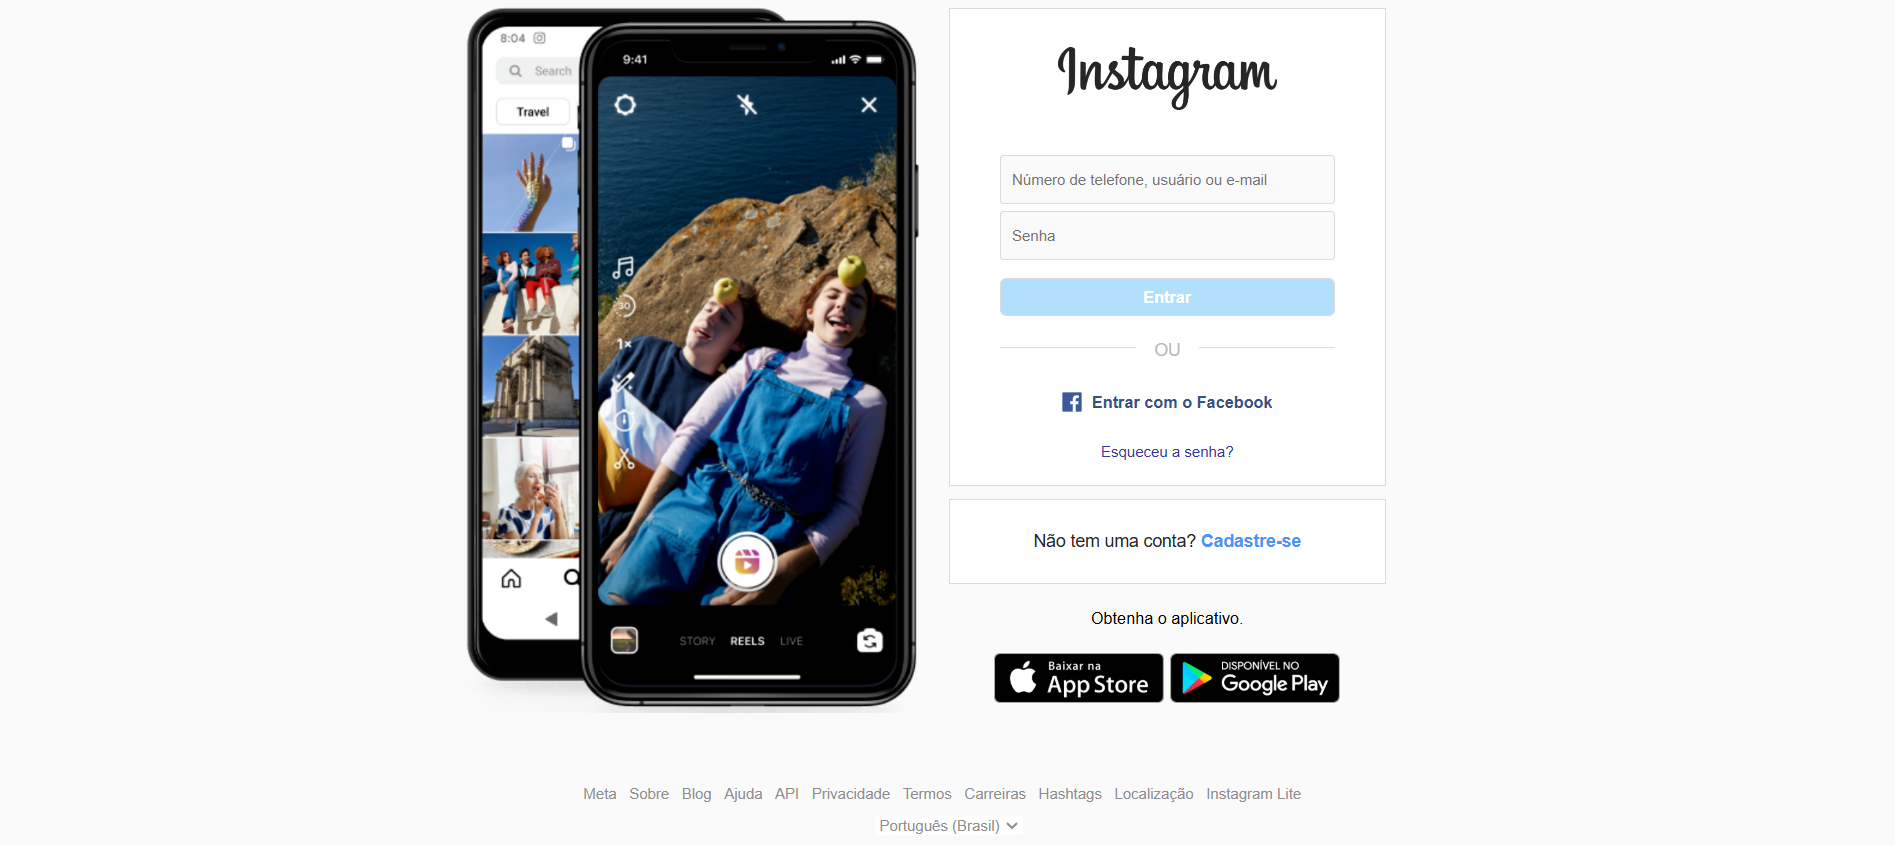 8:04
Search
Travel
9:41
30
1x
STORY REELS LIVE
Instagram
Número de telefone, usuário ou e-mail
Senha
Entrar
OU
Entrar com o Facebook
Esqueceu a senha?
Não tem uma conta? Cadastre-se
Obtenha o aplicativo.
Baixar na
App Store
DISPONÍVEL NO
Google Play
Meta Sobre Blog Ajuda API Privacidade Termos Carreiras Hashtags Localização Instagram Lite
Português (Brasil)